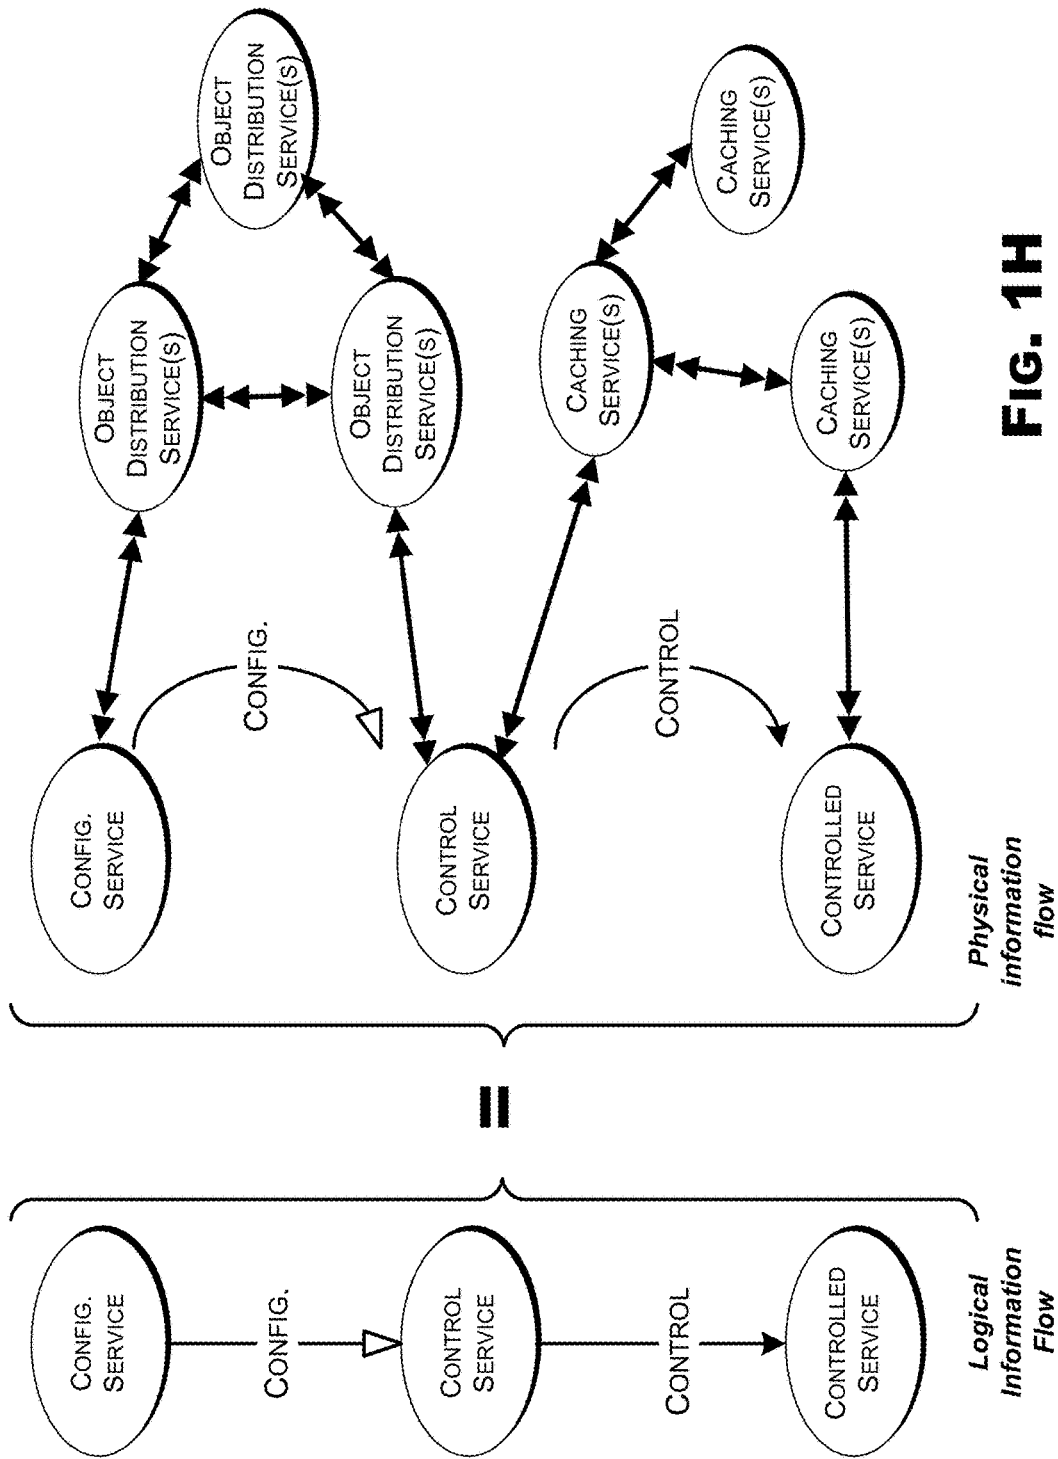 CONFIG.
SERVICE
CONFIG.
CONTROL
SERVICE
CONTROL
CONTROLLED
SERVICE
Logical
Information
Flow
=
CONFIG.
SERVICE
CONFIG.
CONTROL
SERVICE
CONTROL
CONTROLLED
SERVICE
Physical
information
flow
OBJECT
DISTRIBUTION
SERVICE(S)
OBJECT
DISTRIBUTION
SERVICE(S)
OBJECT
DISTRIBUTION
SERVICE(S)
CACHING
SERVICE(S)
CACHING
SERVICE(S)
CACHING
SERVICE(S)
FIG. 1H